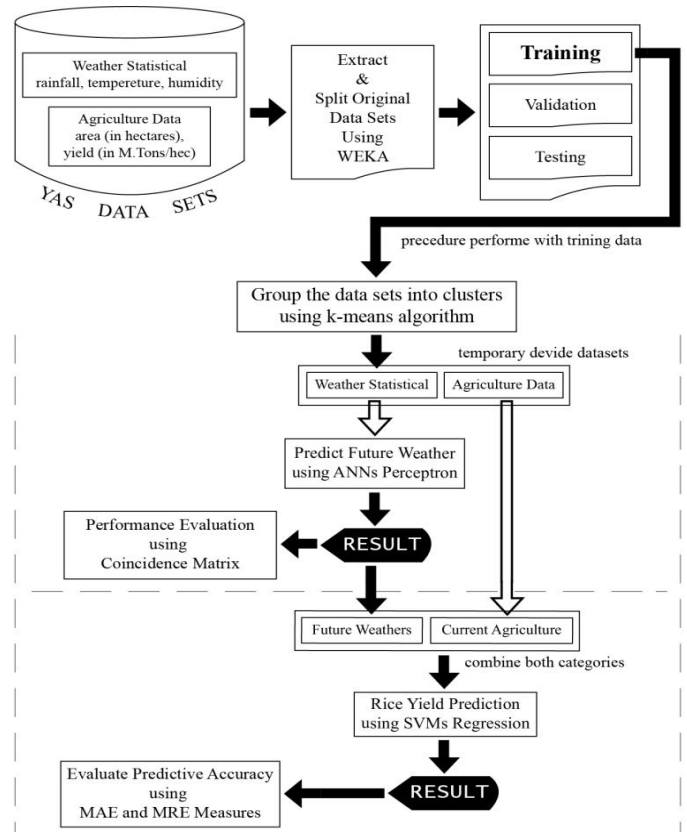 Weather Statistical
rainfall, tempereture, humidity
Agriculture Data
area (in hectares),
yield (in M.Tons/hec)
YAS DATA SETS
Extract
&
Split Original
Data Sets
Using
WEKA
Training
Validation
Testing
precedure performe with trining data
Group the data sets into clusters
using k-means algorithm
temporary devide datasets
Weather Statistical
Agriculture Data
Predict Future Weather
using ANNs Perceptron
RESULT
Performance Evaluation
using
Coincidence Matrix
Future Weathers
Current Agriculture
combine both categories
Rice Yield Prediction
using SVMs Regression
RESULT
Evaluate Predictive Accuracy
using
MAE and MRE Measures